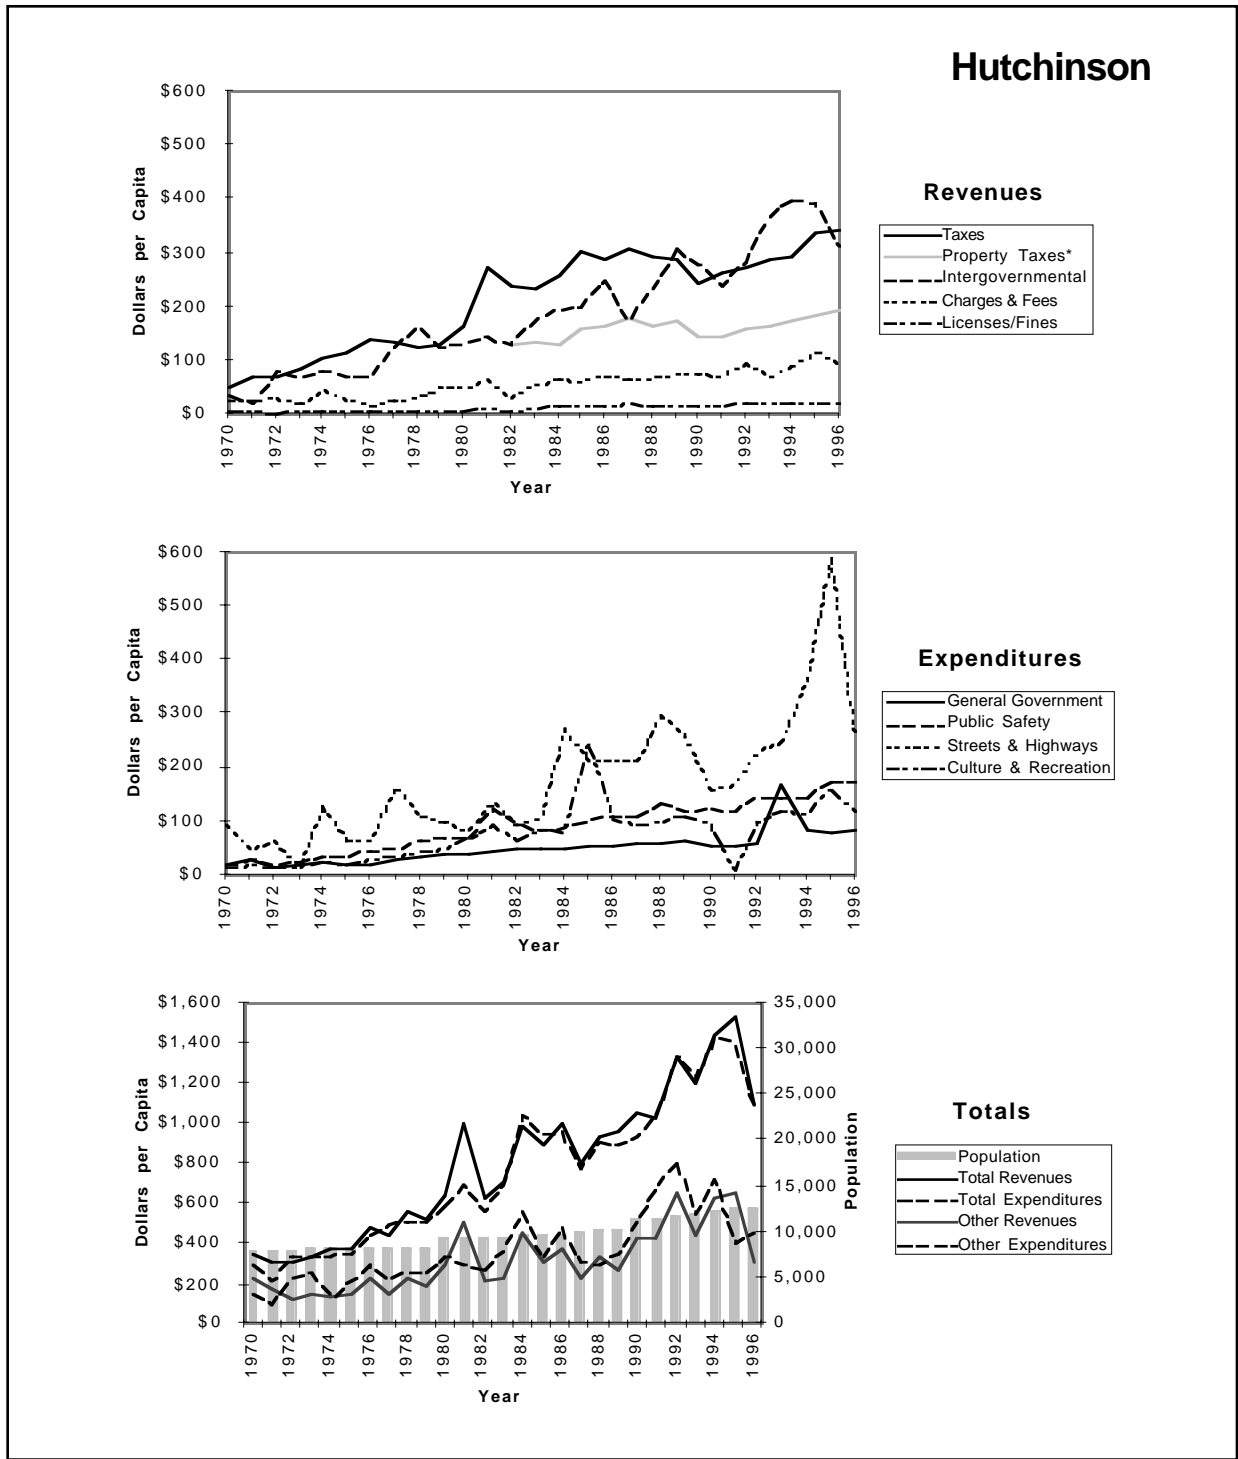 Hutchinson
$600
$500
$400
$300
$200
$100
$0
Dollars per Capita
1970
1972
1974
1976
1978
1980
1982
1984
1986
1988
1990
1992
1994
1996
Year
Revenues
Taxes
Property Taxes*
Intergovernmental
Charges & Fees
Licenses/Fines
$600
$500
$400
$300
$200
$100
$0
Dollars per Capita
1970
1972
1974
1976
1978
1980
1982
1984
1986
1988
1990
1992
1994
1996
Year
Expenditures
General Government
Public Safety
Streets & Highways
Culture & Recreation
$1,600
$1,400
$1,200
$1,000
$800
$600
$400
$200
$0
Dollars per Capita
35,000
30,000
25,000
20,000
15,000
10,000
5,000
0
Population
1970
1972
1974
1976
1978
1980
1982
1984
1986
1988
1990
1992
1994
1996
Year
Totals
Population
Total Revenues
Total Expenditures
Other Revenues
Other Expenditures